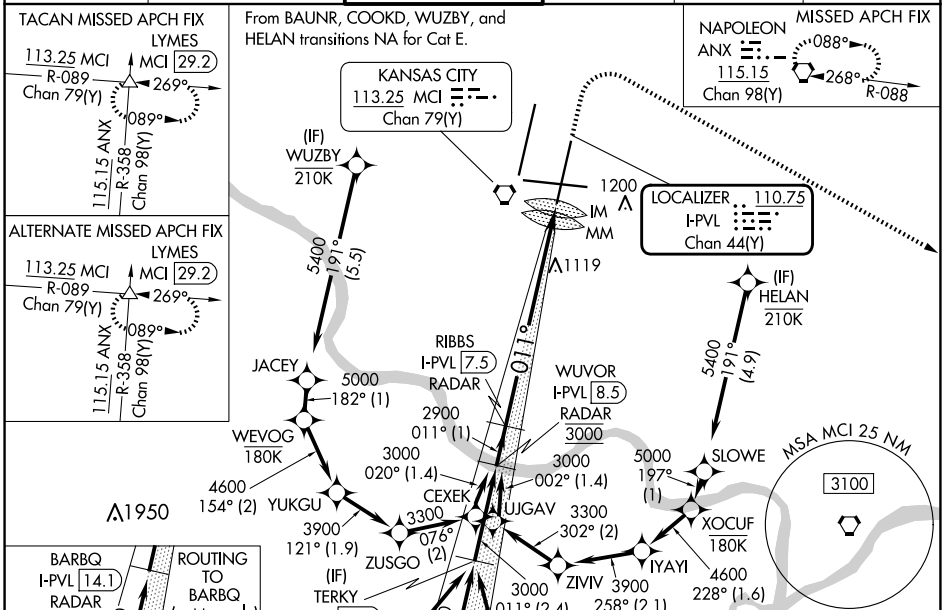 TACAN MISSED APCH FIX
LYMES
113.25 MCI
MCI 29.2
R-089
Chan 79(Y)
269°
089°
115.15 ANX
R-358
Chan 98(Y)
From BAUNR, COOKD, WUZBY, and
HELAN transitions NA for Cat E.
MISSED APCH FIX
NAPOLEON
ANX
115.15
Chan 98(Y)
088°
268°
R-088
KANSAS CITY
113.25 MCI
Chan 79(Y)
(IF)
WUZBY
210K
1200
IM
MM
LOCALIZER 110.75
I-PVL
Chan 44(Y)
1119
ALTERNATE MISSED APCH FIX
LYMES
113.25 MCI
MCI 29.2
R-089
Chan 79(Y)
269°
089°
115.15 ANX
R-358
Chan 98(Y)
5400
191°
(5.5)
(IF)
HELAN
210K
5400
191°
(4.9)
011°
RIBBS
I-PVL 7.5
RADAR
WUVOR
I-PVL 8.5
RADAR
3000
JACEY
5000
182° (1)
2900
011° (1)
WEVOG
180K
3000
020° (1.4)
3000
002° (1.4)
5000
197°
(1)
SLOWE
MSA MCI 25 NM
3100
4600
154° (2)
YUKGU
CEXEK
UJGAV
XOCUF
180K
1950
3900
121° (1.9)
ZUSGO
3300
076°
(2)
3300
302° (2)
IYAYI
ZIVIV
3900
258° (2.1)
4600
228° (1.6)
BARBQ
I-PVL 14.1
RADAR
ROUTING
TO
BARBQ
(IF)
TERKY
3000
011° (2.4)